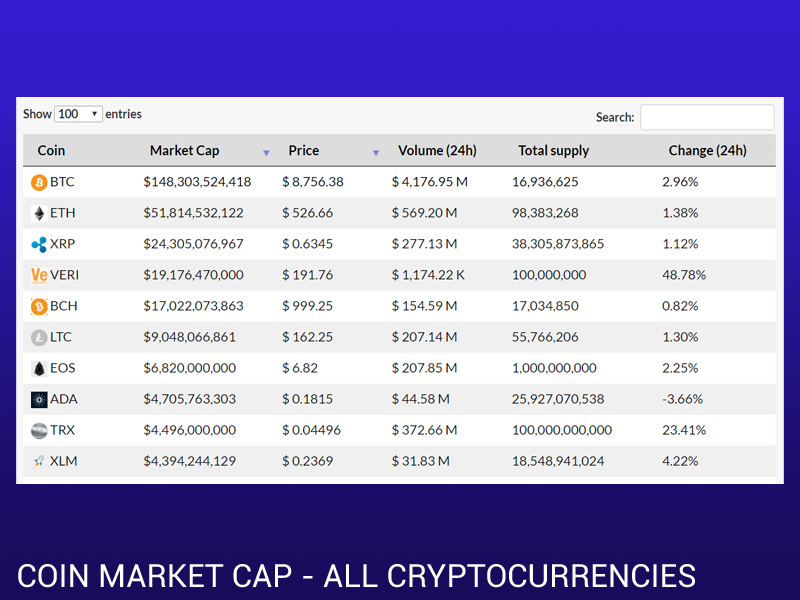 Show 100 entries Search:
Coin Market Cap Price Volume (24h) Total supply Change (24h)
BTC $148,303,524,418 $ 8,756.38 $ 4,176.95 M 16,936,625 2.96%
ETH $51,814,532,122 $ 526.66 $ 569.20 M 98,383,268 1.38%
XRP $24,305,076,967 $ 0.6345 $ 277.13 M 38,305,873,865 1.12%
Ve VERI $19,176,470,000 $ 191.76 $ 1,174.22 K 100,000,000 48.78%
BCH $17,022,073,863 $ 999.25 $ 154.59 M 17,034,850 0.82%
LTC $9,048,066,861 $ 162.25 $ 207.14 M 55,766,206 1.30%
EOS $6,820,000,000 $ 6.82 $ 207.85 M 1,000,000,000 2.25%
ADA $4,705,763,303 $ 0.1815 $ 44.58 M 25,927,070,538 -3.66%
TRX $4,496,000,000 $ 0.04496 $ 372.66 M 100,000,000,000 23.41%
XLM $4,394,244,129 $ 0.2369 $ 31.83 M 18,548,941,024 4.22%
COIN MARKET CAP - ALL CRYPTOCURRENCIES